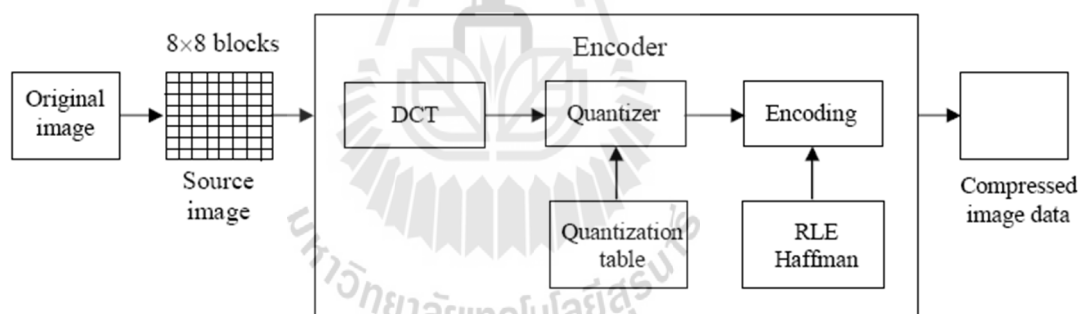 8×8 blocks
Encoder
Original
image
DCT
Quantizer
Encoding
Source
image
Compressed
image data
Quantization
table
RLE
Haffman